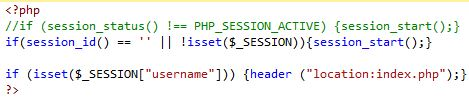 <?php
//if (session_status() !== PHP_SESSION_ACTIVE) {session_start();}
if(session_id() == '' || !isset($_SESSION)){session_start();}
if (isset($_SESSION["username"])) {header ("location:index.php");}
?>